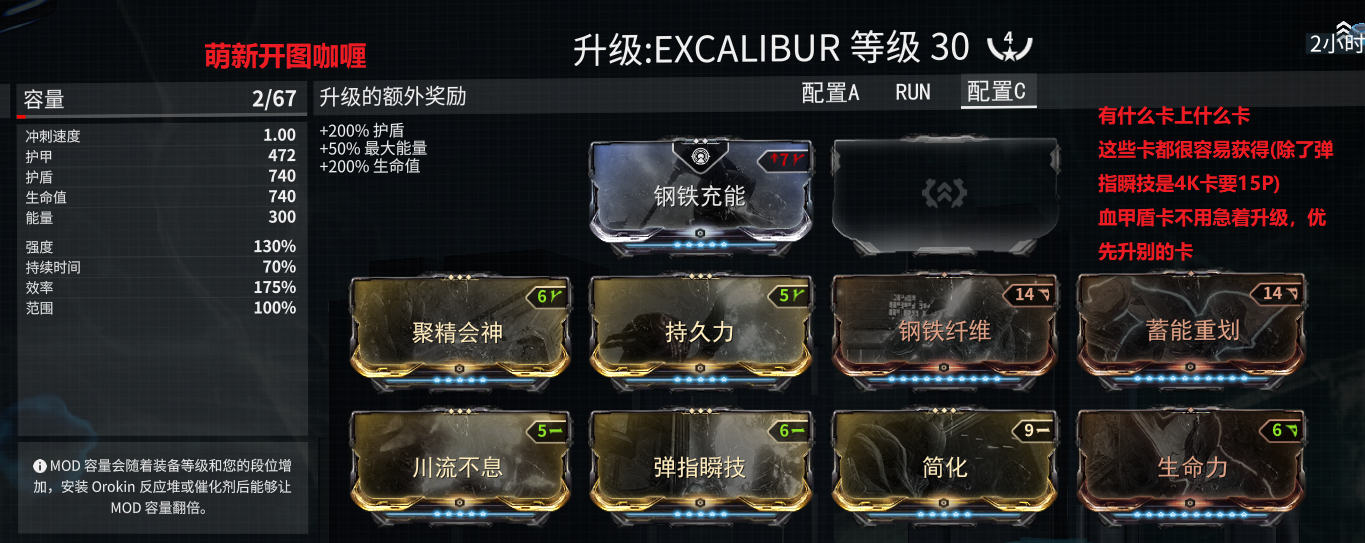 萌新开图咖喱
升级:EXCALIBUR 等级 30 4
2小时
容量 2/67
升级的额外奖励
配置A RUN 配置C
冲刺速度 1.00
护甲 472
护盾 740
生命值 740
能量 300
强度 130%
持续时间 70%
效率 175%
范围 100%
+200% 护盾
+50% 最大能量
+200% 生命值
7
钢铁充能
有什么卡上什么卡
这些卡都很容易获得(除了弹
指瞬技是4K卡要15P)
血甲盾卡不用急着升级，优
先升别的卡
6
聚精会神
5
持久力
14
钢铁纤维
14
蓄能重划
5
川流不息
6
弹指瞬技
9
简化
6
生命力
MOD 容量会随着装备等级和您的段位增
加，安装 Orokin 反应堆或催化剂后能够让
MOD 容量翻倍。